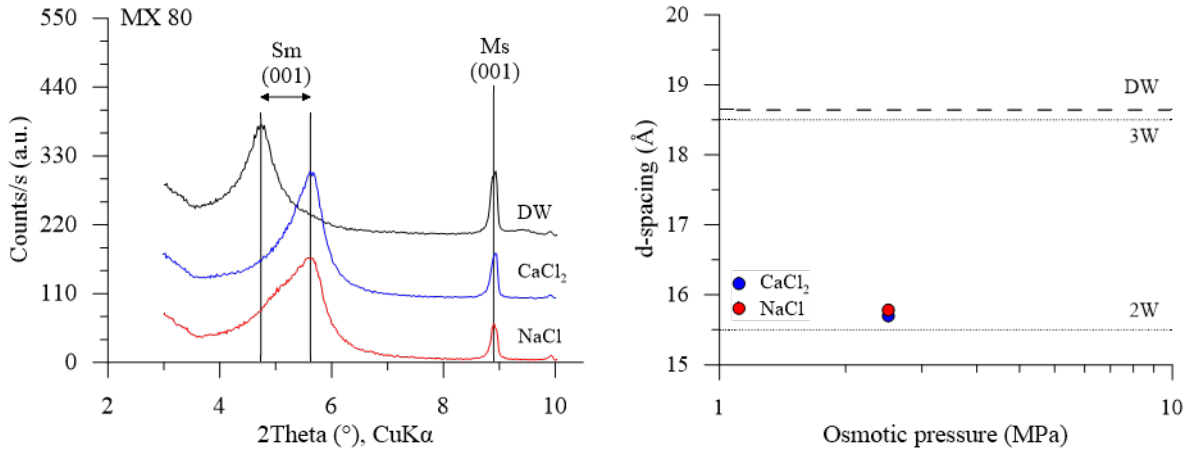 MX 80
550
440
330
220
110
0
Counts/s (a.u.)
Sm
(001)
Ms
(001)
DW
CaCl₂
NaCl
2
4
6
8
10
2Theta (°), CuKα
20
19
18
17
16
15
d-spacing (Å)
DW
3W
CaCl₂
NaCl
2W
1
10
Osmotic pressure (MPa)